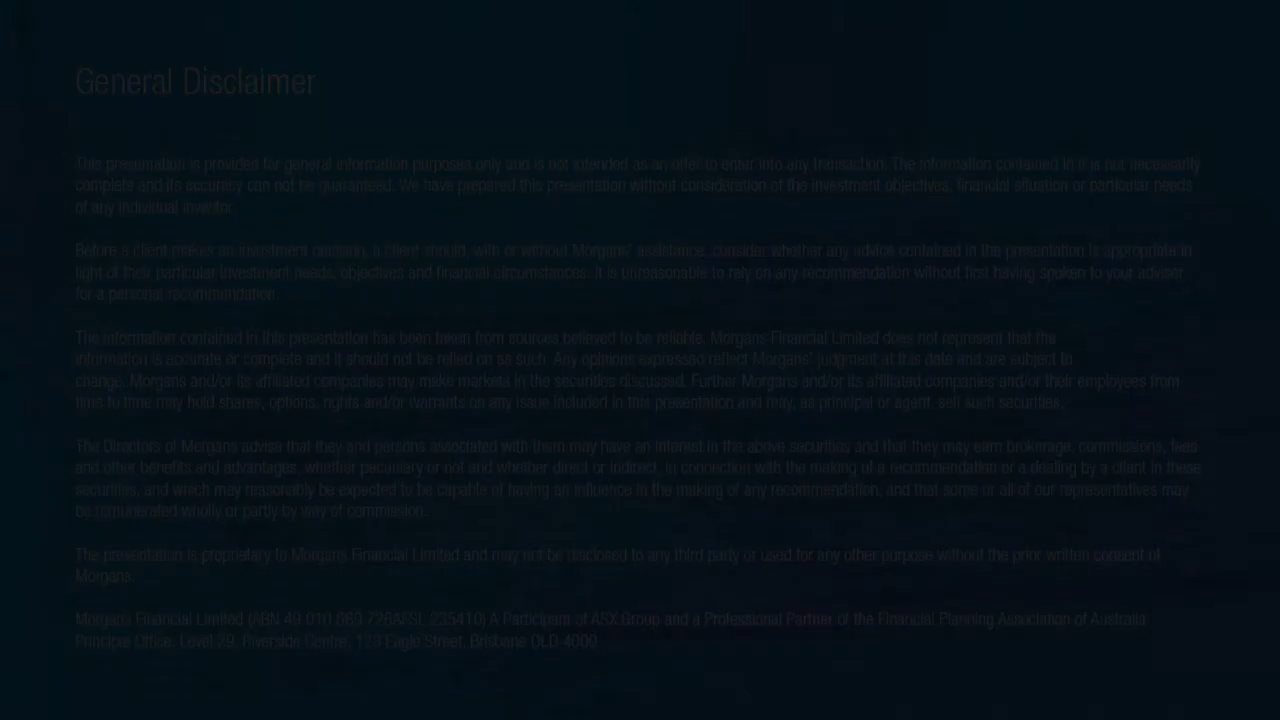 General Disclaimer
This presentation is provided for general information purposes only and is not intended as an offer to enter into any transaction. The information contained in it is not necessarily
complete and its accuracy can not be guaranteed. We have prepared this presentation without consideration of the investment objectives, financial situation or particular needs
of any individual investor.
Before a client makes an investment decision, a client should, with or without Morgans' assistance, consider whether any advice contained in the presentation is appropriate in
light of their particular investment needs, objectives and financial circumstances. It is unreasonable to rely on any recommendation without first having spoken to your adviser
for a personal recommendation.
The information contained in this presentation has been taken from sources believed to be reliable. Morgans Financial Limited does not represent that the
information is accurate or complete and it should not be relied on as such. Any opinions expressed reflect Morgans' judgment at this date and are subject to
change. Morgans and/or its affiliated companies may make markets in the securities discussed. Further Morgans and/or its affiliated companies and/or their employees from
time to time may hold shares, options, rights and/or warrants on any issue included in this presentation and may, as principal or agent, sell such securities.
The Directors of Morgans advise that they and persons associated with them may have an interest in the above securities and that they may earn brokerage, commissions, fees
and other benefits and advantages, whether pecuniary or not and whether direct or indirect, in connection with the making of a recommendation or a dealing by a client in these
securities, and which may reasonably be expected to be capable of having an influence in the making of any recommendation, and that some or all of our representatives may
be remunerated wholly or partly by way of commission.
The presentation is proprietary to Morgans Financial Limited and may not be disclosed to any third party or used for any other purpose without the prior written consent of
Morgans.
Morgans Financial Limited (ABN 49 010 669 726AFSL 235410) A Participant of ASX Group and a Professional Partner of the Financial Planning Association of Australia
Principal Office: Level 29, Riverside Centre, 123 Eagle Street, Brisbane QLD 4000